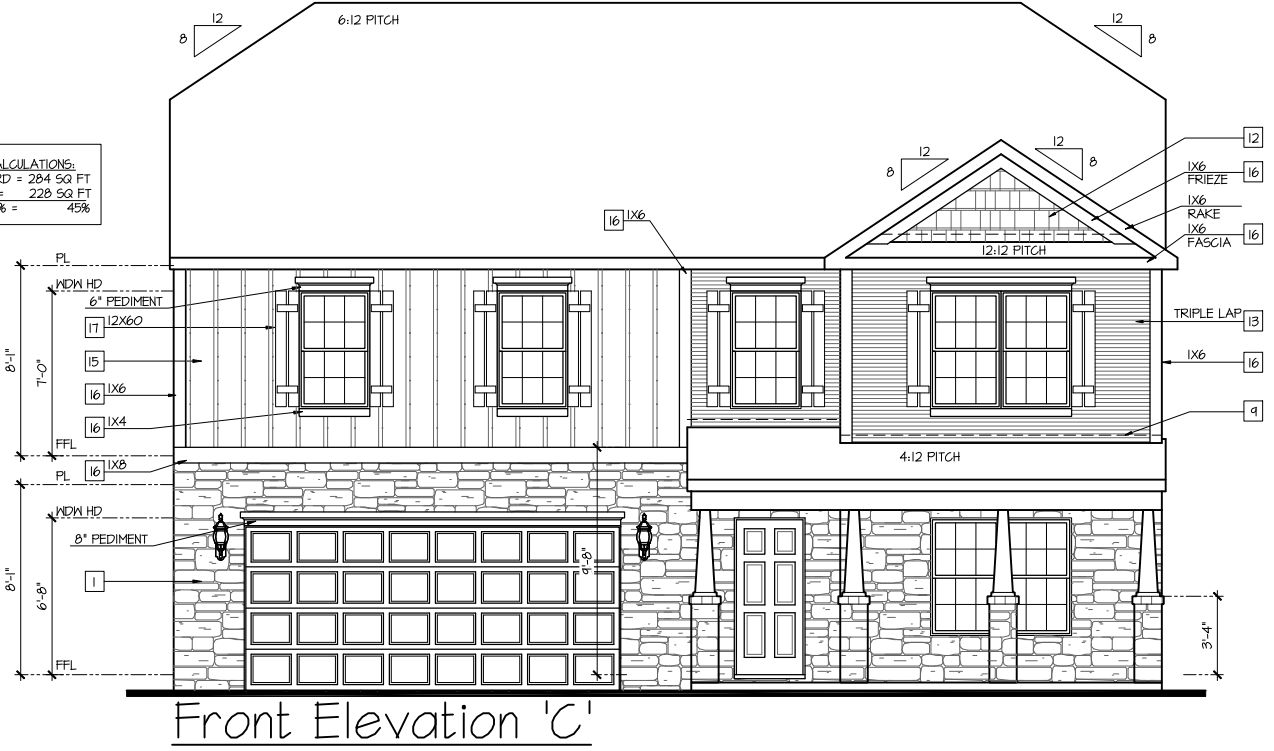 12
6:12 PITCH
12
8
8
12
ALCULATIONS:
RD = 284 SQ FT
= 228 SQ FT
% = 45%
12
12
8
8
1X6
FRIEZE
16
1X6
RAKE
16 1X6
1X6
FASCIA
16
12:12 PITCH
PL
WDW HD
6" PEDIMENT
17 12X60
TRIPLE LAP 13
15
8'-1"
7'-0"
1X6
16
16 1X6
16 1X4
9
FFL
4:12 PITCH
16 1X8
PL
WDW HD
8" PEDIMENT
9'-8"
1
8'-1"
6'-8"
3'-4"
FFL
Front Elevation 'C'